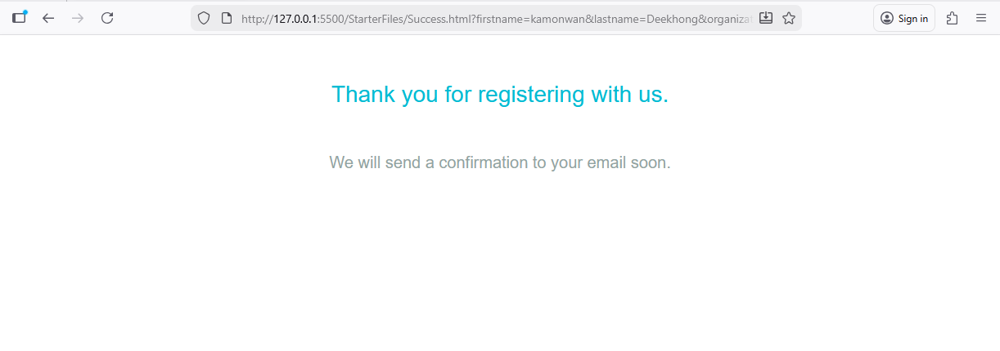 http://127.0.0.1:5500/StarterFiles/Success.html?firstname=kamonwan&lastname=Deekhong&organiza
Sign in
Thank you for registering with us.
We will send a confirmation to your email soon.